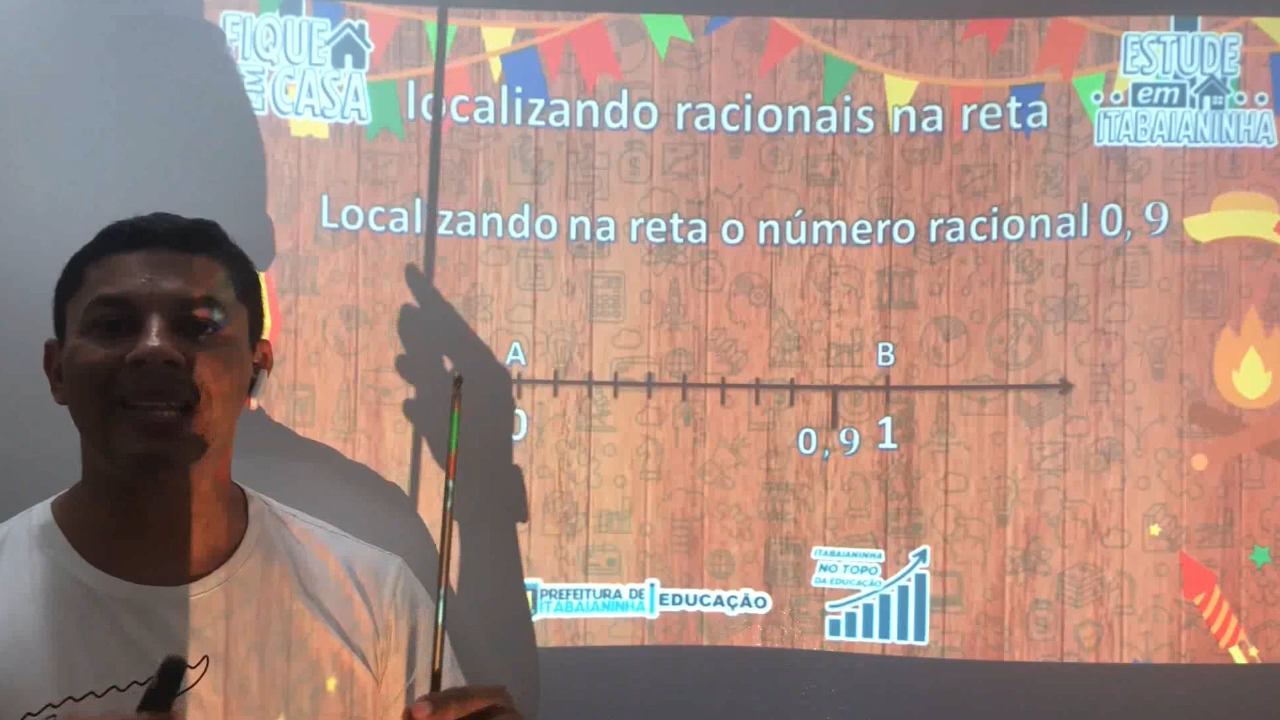 FIQUE
EM CASA
ESTUDE
em
ITABAIANINHA
localizando racionais na reta
Localizando na reta o número racional 0, 9
A
B
0
0, 9
1
PREFEITURA DE
ITABAIANINHA
EDUCAÇÃO
ITABAIANINHA
NO TOPO
DA EDUCAÇÃO